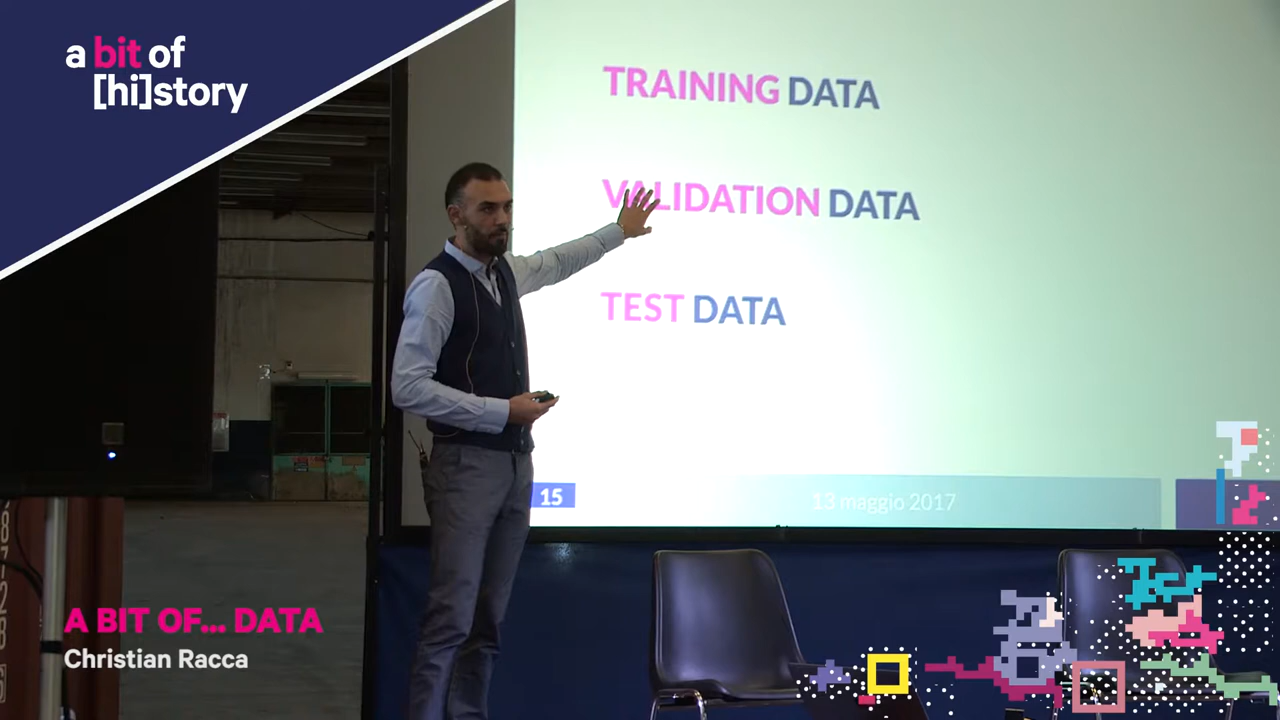 a bit of
[hi]story
TRAINING DATA
VALIDATION DATA
TEST DATA
15
13 maggio 2017
A BIT OF... DATA
Christian Racca